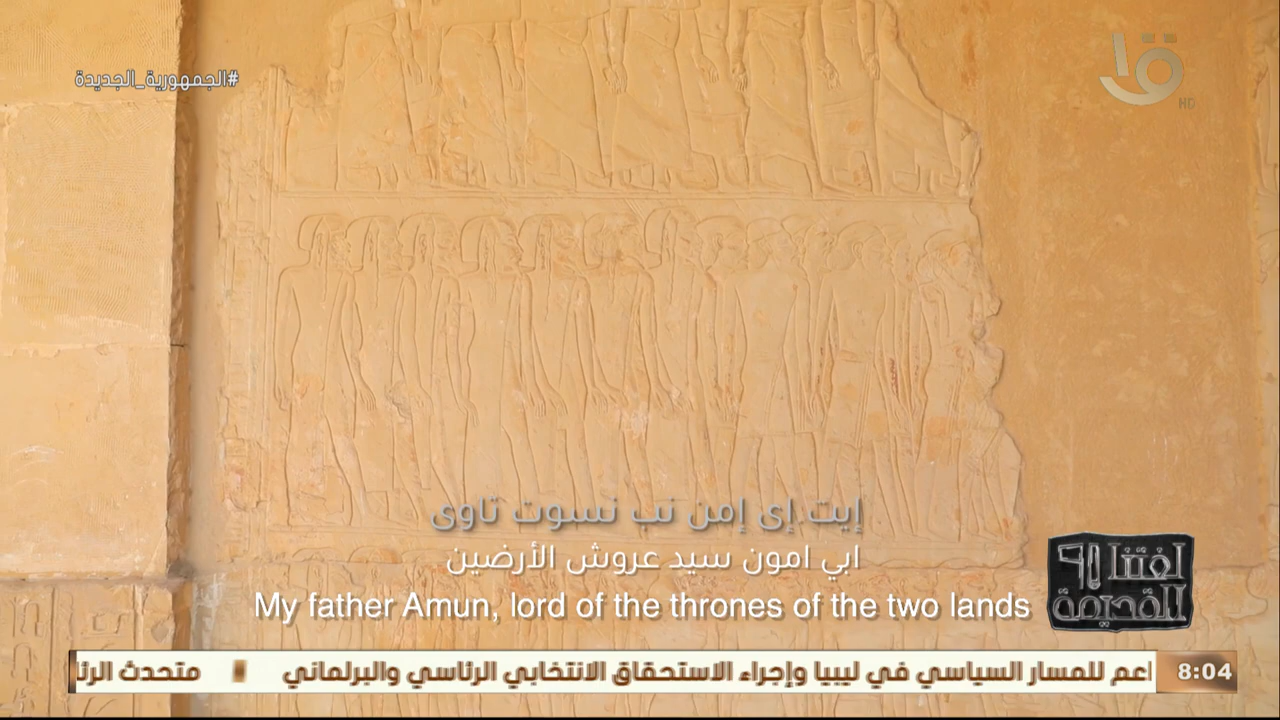 #الجمهورية_الجديدة
HD
إيت إى إمن نب نسوت تاوى
ابي امون سيد عروش الأرضين
My father Amun, lord of the thrones of the two lands
لغتنا
القديمة
اعم للمسار السياسي في ليبيا وإجراء الاستحقاق الانتخابي الرئاسي والبرلماني
متحدث الرئا
8:04